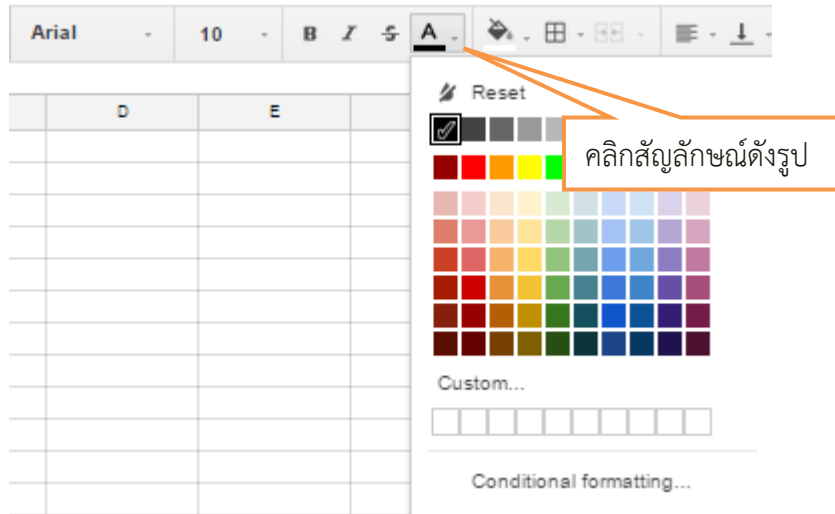 Arial 10 B I S A
Reset
D E
คลิกสัญลักษณ์ดังรูป
Custom...
Conditional formatting...